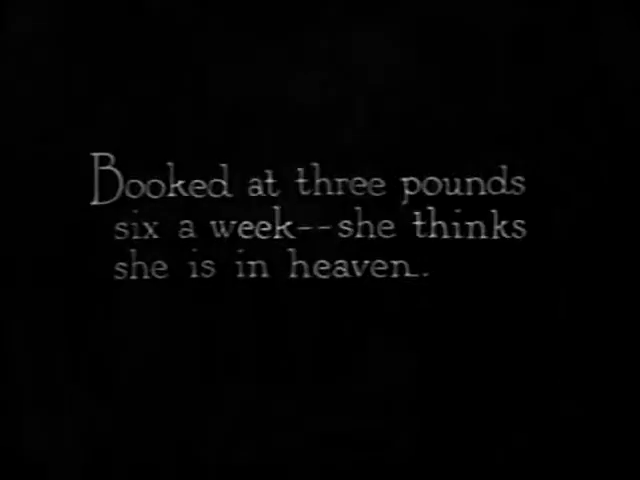 Booked at three pounds
six a week--she thinks
she is in heaven.